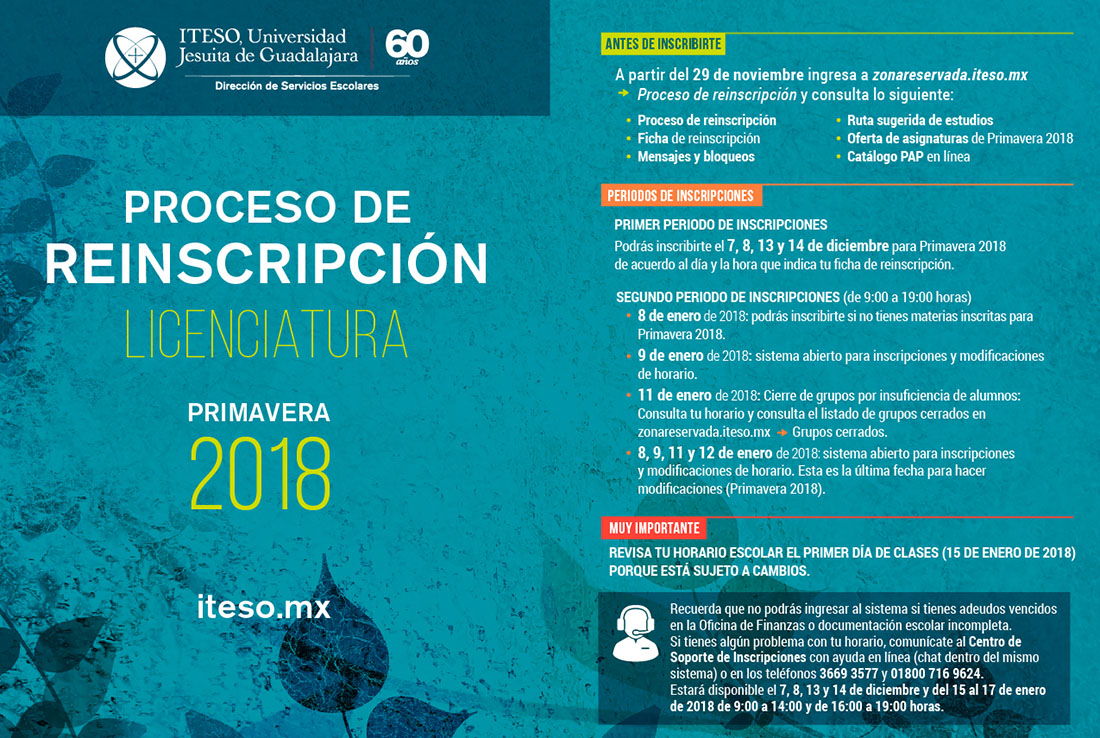 ITESO, Universidad
Jesuita de Guadalajara
60
años
Dirección de Servicios Escolares
PROCESO DE
REINSCRIPCIÓN
LICENCIATURA
PRIMAVERA
2018
iteso.mx
ANTES DE INSCRIBIRTE
A partir del 29 de noviembre ingresa a zonareservada.iteso.mx
→ Proceso de reinscripción y consulta lo siguiente:
• Proceso de reinscripción
• Ficha de reinscripción
• Mensajes y bloqueos
• Ruta sugerida de estudios
• Oferta de asignaturas de Primavera 2018
• Catálogo PAP en línea
PERIODOS DE INSCRIPCIONES
PRIMER PERIODO DE INSCRIPCIONES
Podrás inscribirte el 7, 8, 13 y 14 de diciembre para Primavera 2018
de acuerdo al día y la hora que indica tu ficha de reinscripción.
SEGUNDO PERIODO DE INSCRIPCIONES (de 9:00 a 19:00 horas)
• 8 de enero de 2018: podrás inscribirte si no tienes materias inscritas para
Primavera 2018.
• 9 de enero de 2018: sistema abierto para inscripciones y modificaciones
de horario.
• 11 de enero de 2018: Cierre de grupos por insuficiencia de alumnos:
Consulta tu horario y consulta el listado de grupos cerrados en
zonareservada.iteso.mx → Grupos cerrados.
• 8, 9, 11 y 12 de enero de 2018: sistema abierto para inscripciones
y modificaciones de horario. Esta es la última fecha para hacer
modificaciones (Primavera 2018).
MUY IMPORTANTE
REVISA TU HORARIO ESCOLAR EL PRIMER DÍA DE CLASES (15 DE ENERO DE 2018)
PORQUE ESTÁ SUJETO A CAMBIOS.
Recuerda que no podrás ingresar al sistema si tienes adeudos vencidos
en la Oficina de Finanzas o documentación escolar incompleta.
Si tienes algún problema con tu horario, comunícate al Centro de
Soporte de Inscripciones con ayuda en línea (chat dentro del mismo
sistema) o en los teléfonos 3669 3577 y 01800 716 9624.
Estará disponible el 7, 8, 13 y 14 de diciembre y del 15 al 17 de enero
de 2018 de 9:00 a 14:00 y de 16:00 a 19:00 horas.